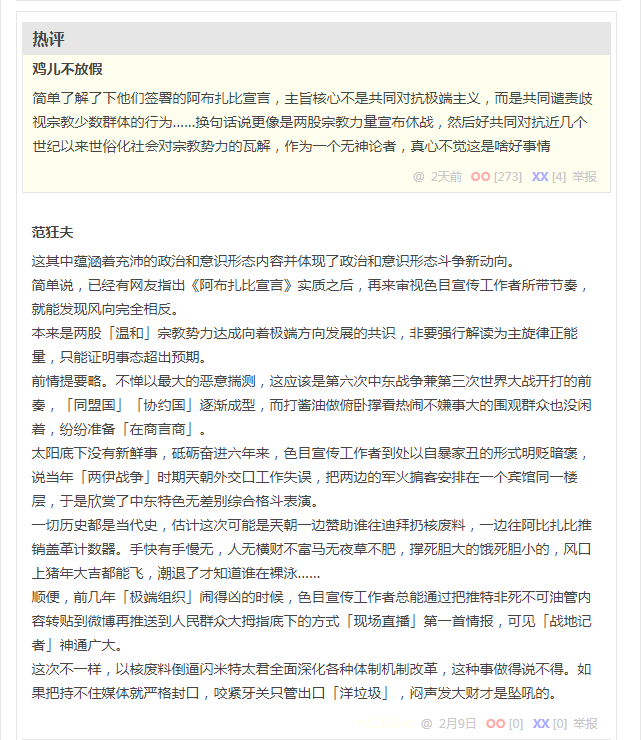 热评
鸡儿不放假
简单了解了下他们签署的阿布扎比宣言，主旨核心不是共同对抗极端主义，而是共同谴责歧
视宗教少数群体的行为……换句话说更像是两股宗教力量宣布休战，然后好共同对抗近几个
世纪以来世俗化社会对宗教势力的瓦解，作为一个无神论者，真心不觉这是啥好事情
@ 2天前 OO [273] XX [4] 举报
范狂夫
这其中蕴涵着充沛的政治和意识形态内容并体现了政治和意识形态斗争新动向。
简单说，已经有网友指出《阿布扎比宣言》实质之后，再来审视色目宣传工作者所带节奏，
就能发现风向完全相反。
本来是两股「温和」宗教势力达成向着极端方向发展的共识，非要强行解读为主旋律正能
量，只能证明事态超出预期。
前情提要略。不惮以最大的恶意揣测，这应该是第六次中东战争兼第三次世界大战开打的前
奏，「同盟国」「协约国」逐渐成型，而打酱油做俯卧撑看热闹不嫌事大的围观群众也没闲
着，纷纷准备「在商言商」。
太阳底下没有新鲜事，砥砺奋进六年来，色目宣传工作者到处以自暴家丑的形式明贬暗褒，
说当年「两伊战争」时期天朝外交口工作失误，把两边的军火掮客安排在一个宾馆同一楼
层，于是欣赏了中东特色无差别综合格斗表演。
一切历史都是当代史，估计这次可能是天朝一边赞助谁往迪拜扔核废料，一边往阿比扎比推
销盖革计数器。手快有手慢无，人无横财不富马无夜草不肥，撑死胆大的饿死胆小的，风口
上猪年大吉都能飞，潮退了才知道谁在裸泳……
顺便，前几年「极端组织」闹得凶的时候，色目宣传工作者总能通过把推特非死不可油管内
容转贴到微博再推送到人民群众大拇指底下的方式「现场直播」第一首情报，可见「战地记
者」神通广大。
这次不一样，以核废料倒逼闪米特太君全面深化各种体制机制改革，这种事做得说不得。如
果把持不住媒体就严格封口，咬紧牙关只管出口「洋垃圾」，闷声发大财才是坠吼的。
@ 2月9日 OO [0] XX [0] 举报